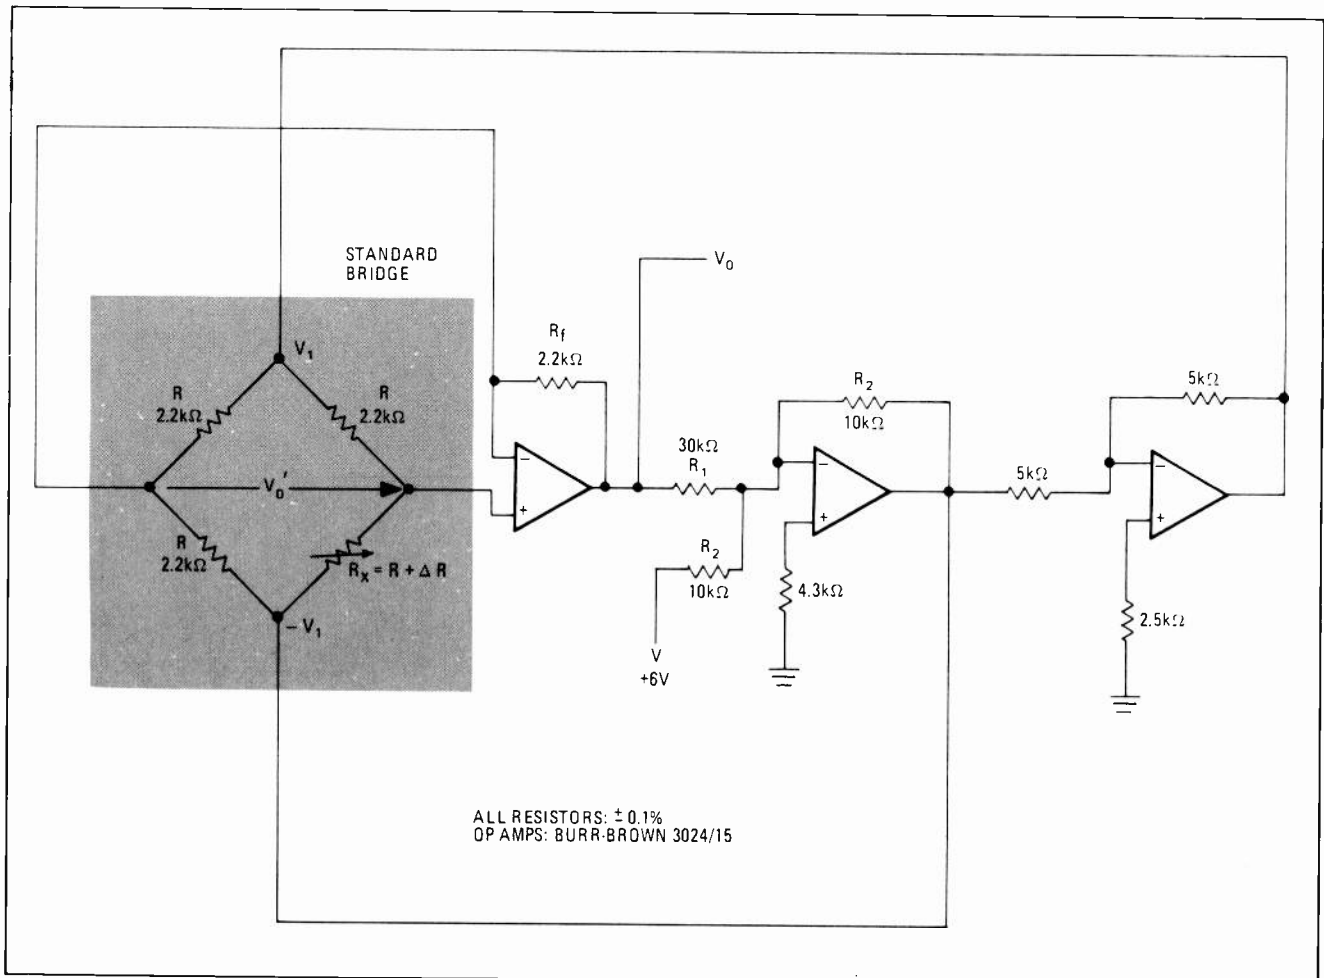 STANDARD
BRIDGE
V₀
V₁
R
2.2kΩ
R
2.2kΩ
V₀′
R
2.2kΩ
Rₓ = R + Δ R
−V₁
R_f
2.2kΩ
−
+
30kΩ
R₁
R₂
10kΩ
V
+6V
R₂
10kΩ
−
+
4.3kΩ
5kΩ
5kΩ
−
+
2.5kΩ
ALL RESISTORS: ±0.1%
OP AMPS: BURR-BROWN 3024/15